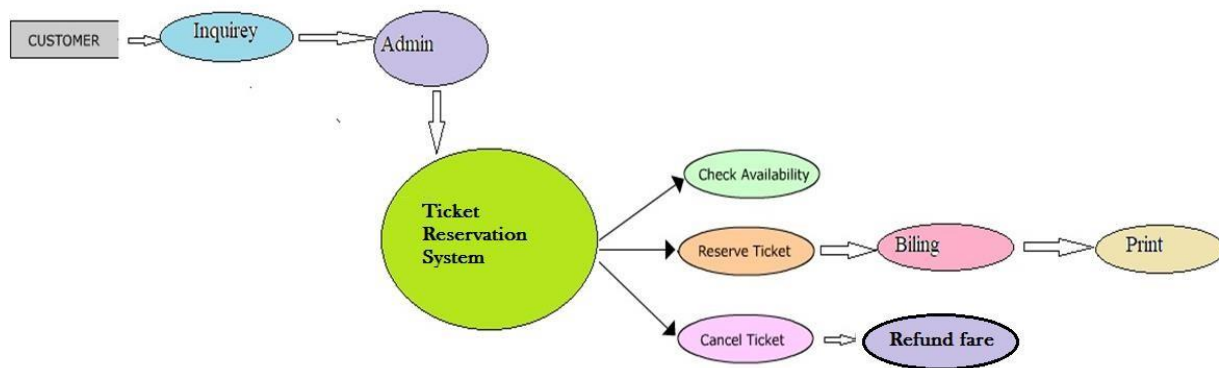 CUSTOMER
Inquirey
Admin
Ticket
Reservation
System
Check Availability
Reserve Ticket
Biling
Print
Cancel Ticket
Refund fare